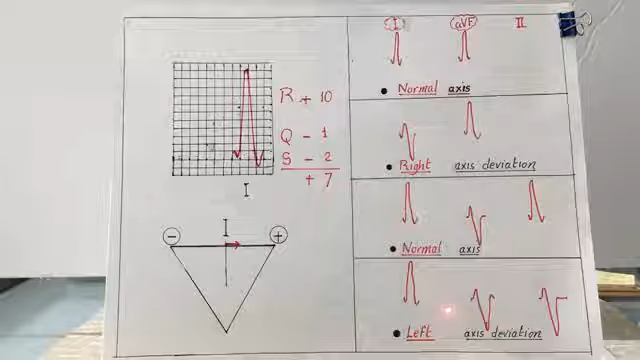 I aVF II
R + 10
Q - 1
S - 2
+ 7
I
I
- +
Normal axis
Right axis deviation
Normal axis
Left axis deviation